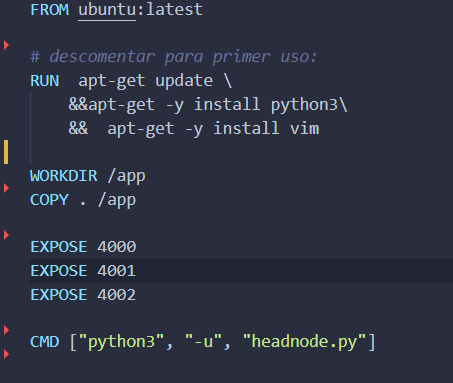 FROM ubuntu:latest
# descomentar para primer uso:
RUN  apt-get update \
&&apt-get -y install python3\
&&  apt-get -y install vim
WORKDIR /app
COPY . /app
EXPOSE 4000
EXPOSE 4001
EXPOSE 4002
CMD ["python3", "-u", "headnode.py"]